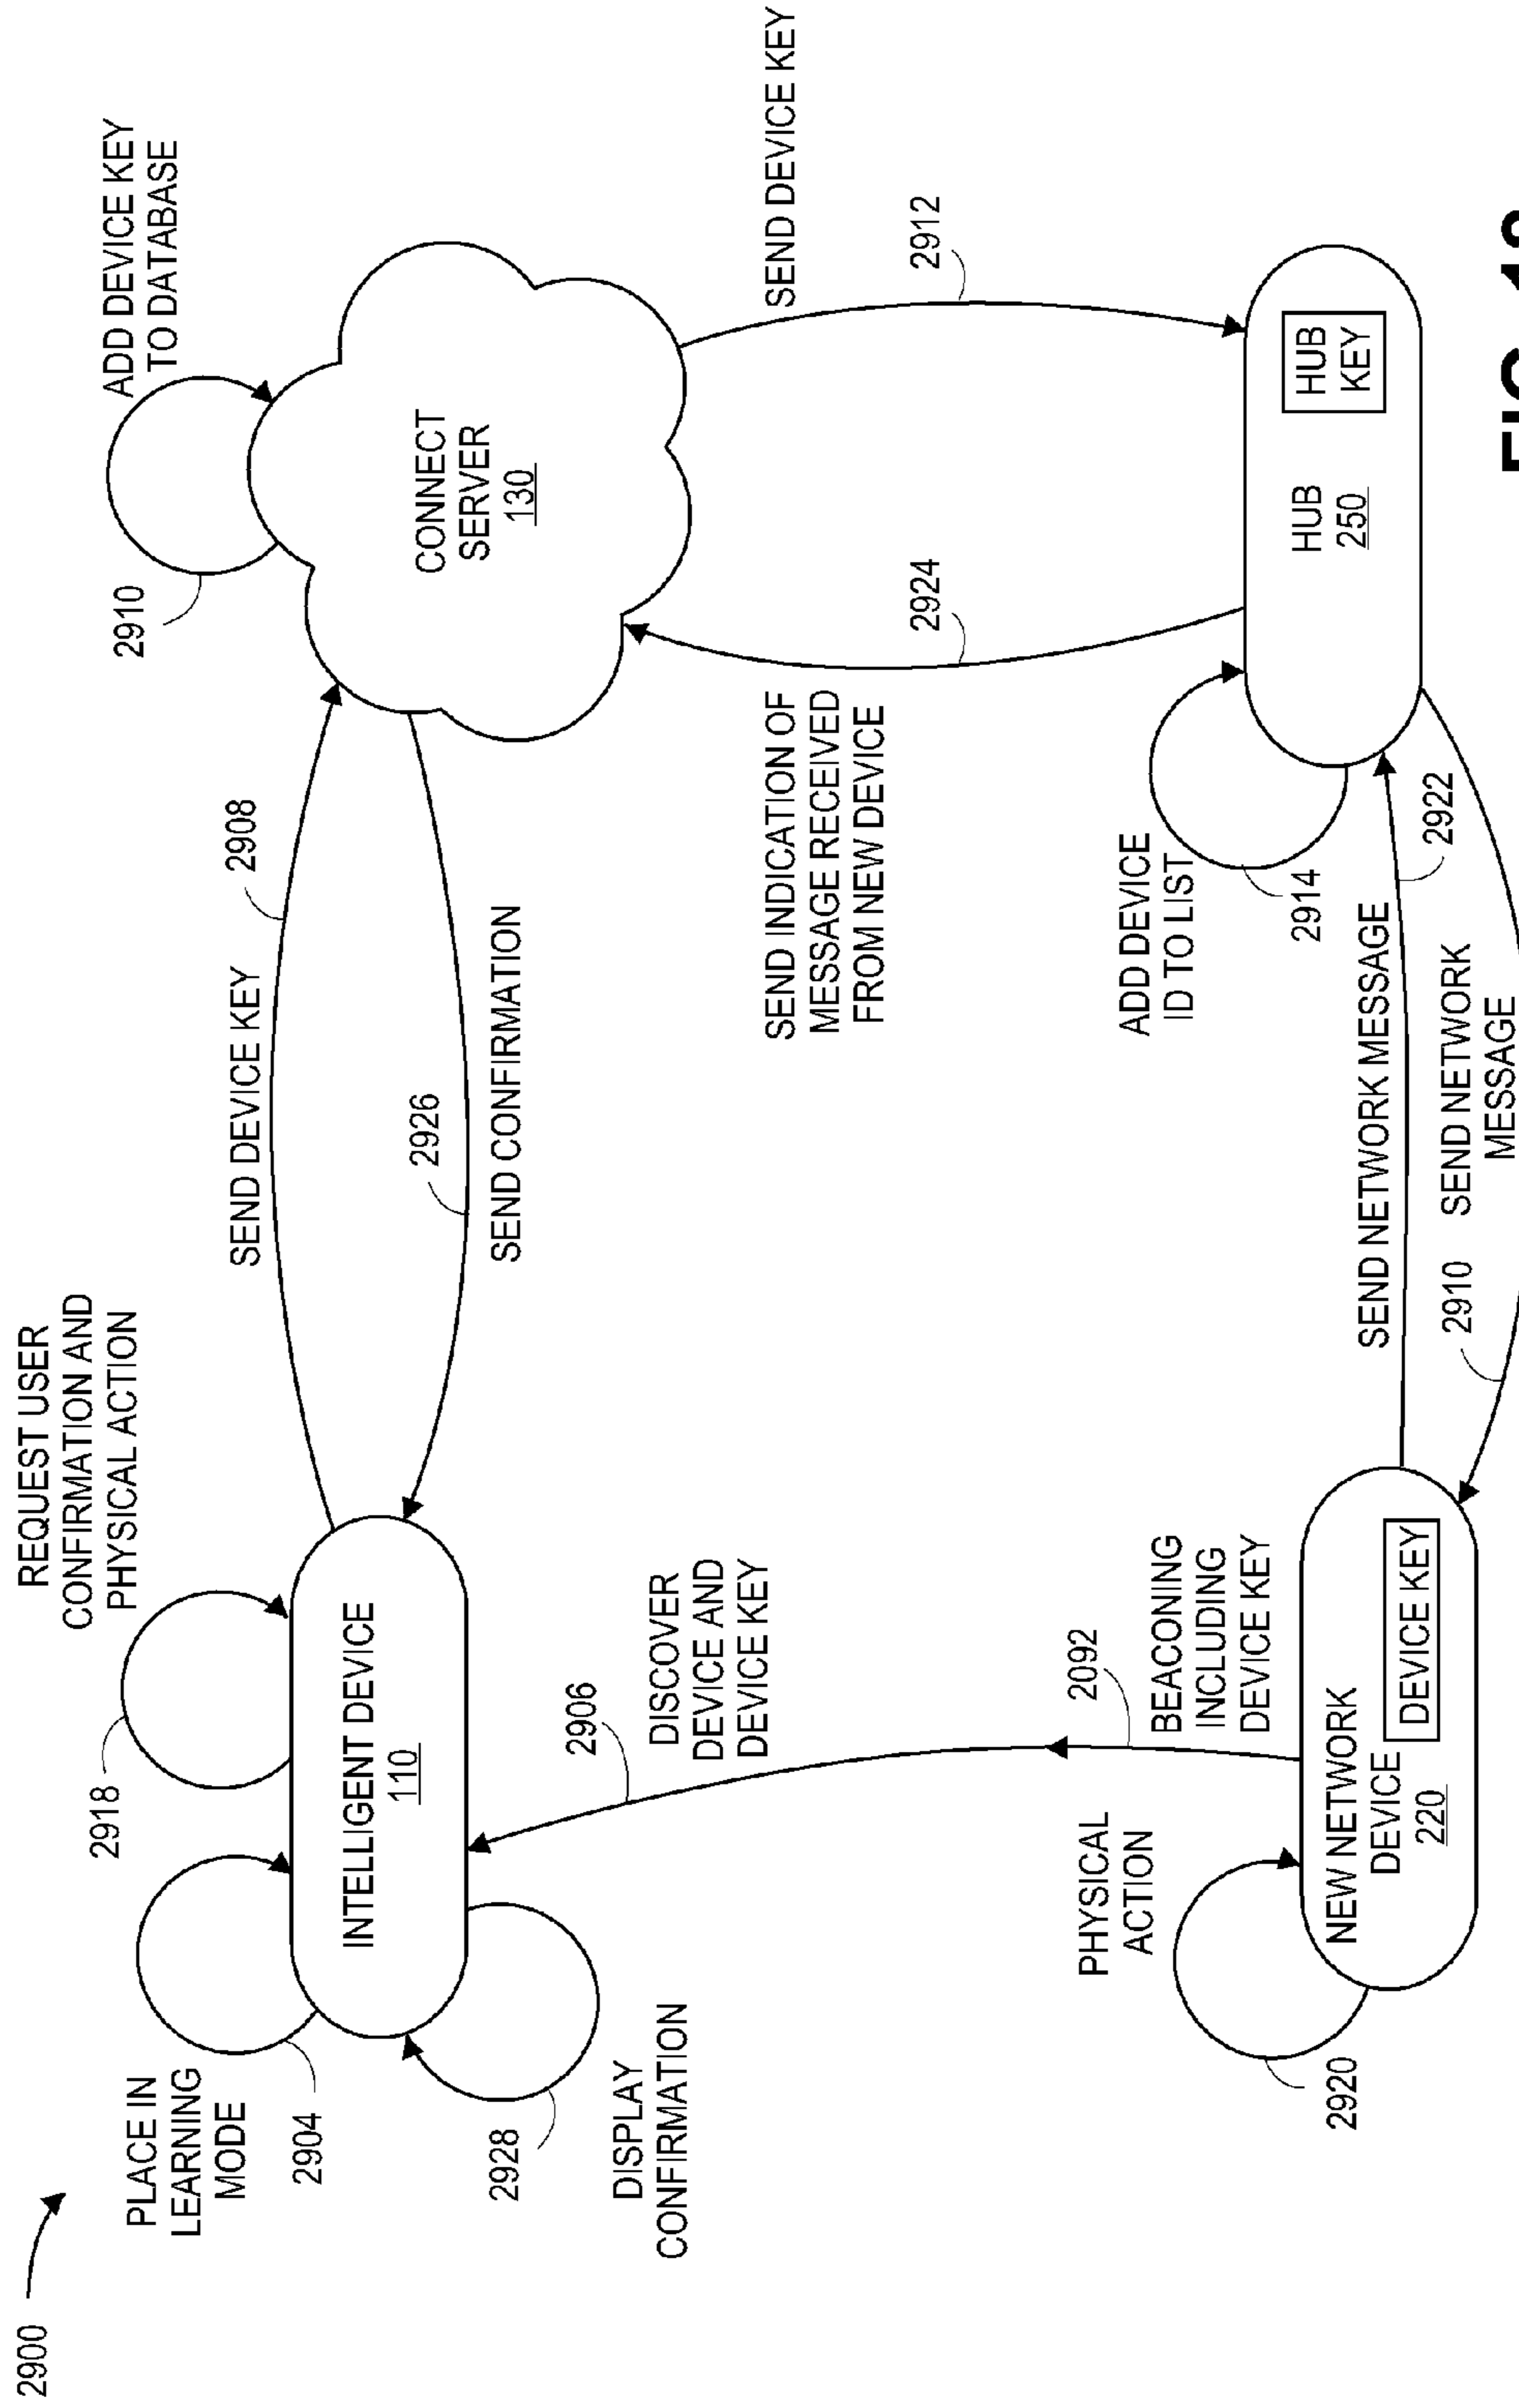 2900
REQUEST USER
CONFIRMATION AND
PHYSICAL ACTION
2918
PLACE IN
LEARNING
MODE
2904
INTELLIGENT DEVICE
110
2928
DISPLAY
CONFIRMATION
SEND DEVICE KEY
2908
2926
SEND CONFIRMATION
ADD DEVICE KEY
TO DATABASE
2910
CONNECT
SERVER
130
2906
DISCOVER
DEVICE AND
DEVICE KEY
2092
BEACONING
INCLUDING
DEVICE KEY
PHYSICAL
ACTION
2920
NEW NETWORK
DEVICE
220
DEVICE KEY
SEND INDICATION OF
MESSAGE RECEIVED
FROM NEW DEVICE
2924
SEND DEVICE KEY
2912
ADD DEVICE
ID TO LIST
2914
HUB
250
HUB
KEY
SEND NETWORK MESSAGE
2922
2910
SEND NETWORK
MESSAGE